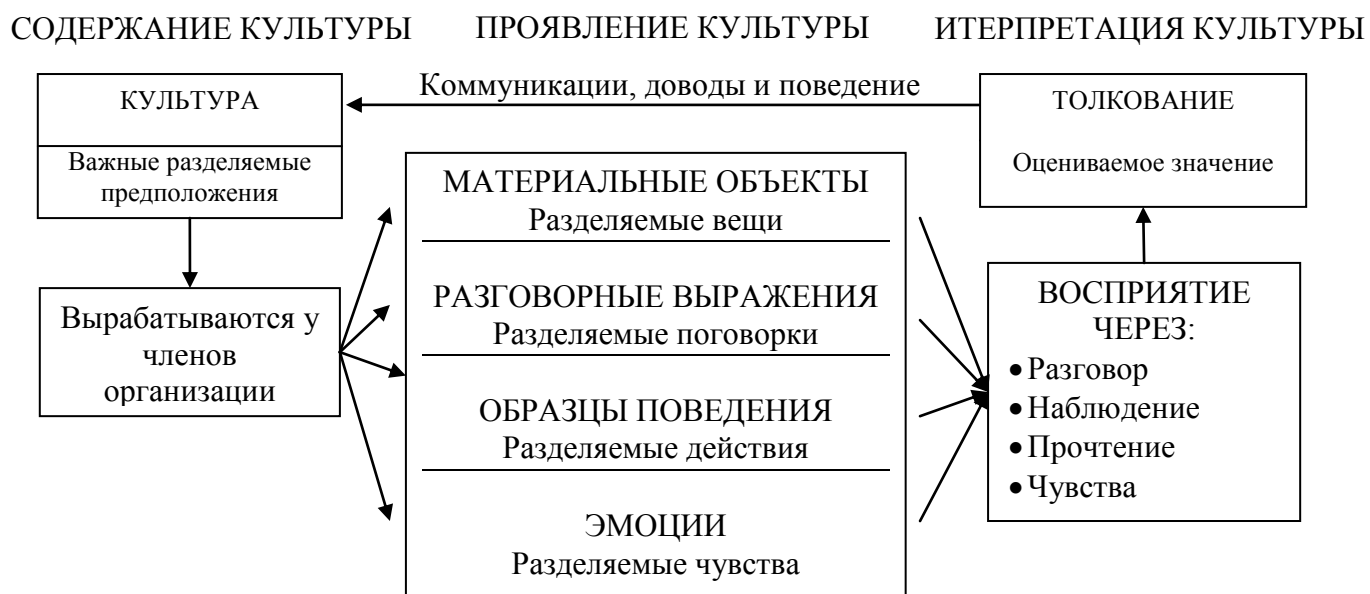 СОДЕРЖАНИЕ КУЛЬТУРЫ
ПРОЯВЛЕНИЕ КУЛЬТУРЫ
ИТЕРПРЕТАЦИЯ КУЛЬТУРЫ
КУЛЬТУРА
Важные разделяемые
предположения
Вырабатываются у
членов
организации
Коммуникации, доводы и поведение
МАТЕРИАЛЬНЫЕ ОБЪЕКТЫ
Разделяемые вещи
РАЗГОВОРНЫЕ ВЫРАЖЕНИЯ
Разделяемые поговорки
ОБРАЗЦЫ ПОВЕДЕНИЯ
Разделяемые действия
ЭМОЦИИ
Разделяемые чувства
ТОЛКОВАНИЕ
Оцениваемое значение
ВОСПРИЯТИЕ
ЧЕРЕЗ:
•Разговор
•Наблюдение
•Прочтение
•Чувства